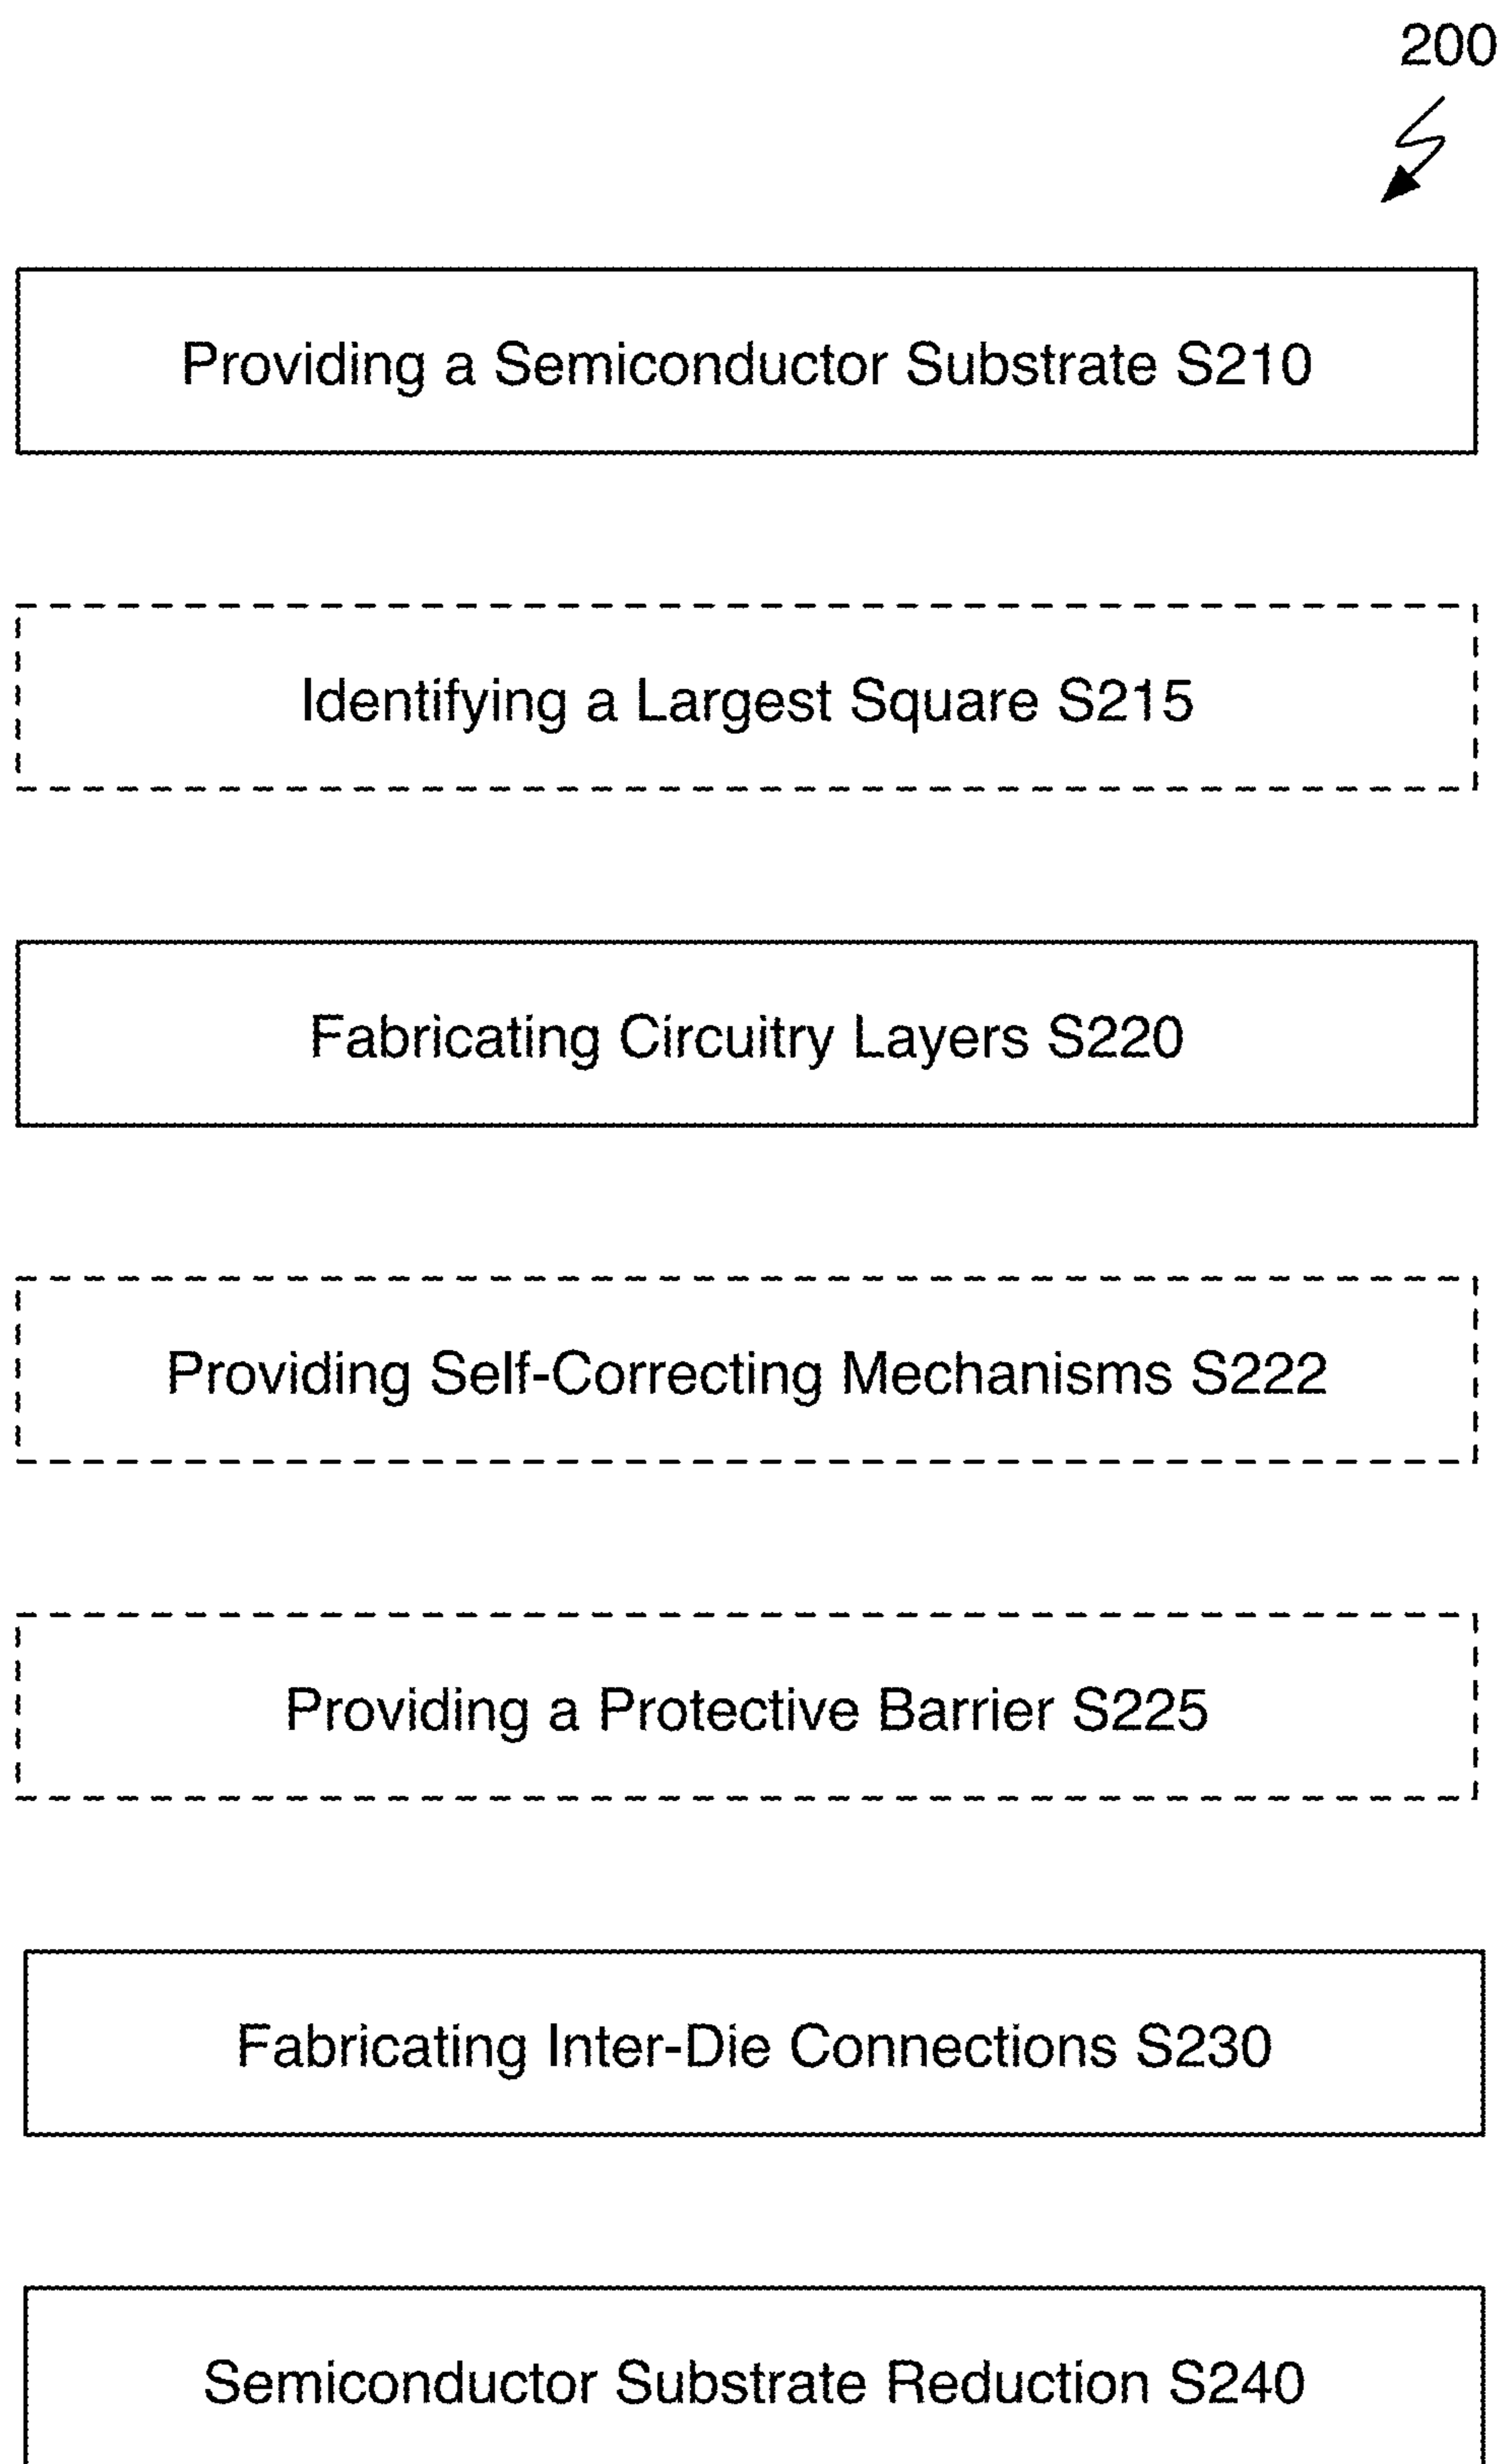 200
Providing a Semiconductor Substrate S210
Identifying a Largest Square S215
Fabricating Circuitry Layers S220
Providing Self-Correcting Mechanisms S222
Providing a Protective Barrier S225
Fabricating Inter-Die Connections S230
Semiconductor Substrate Reduction S240